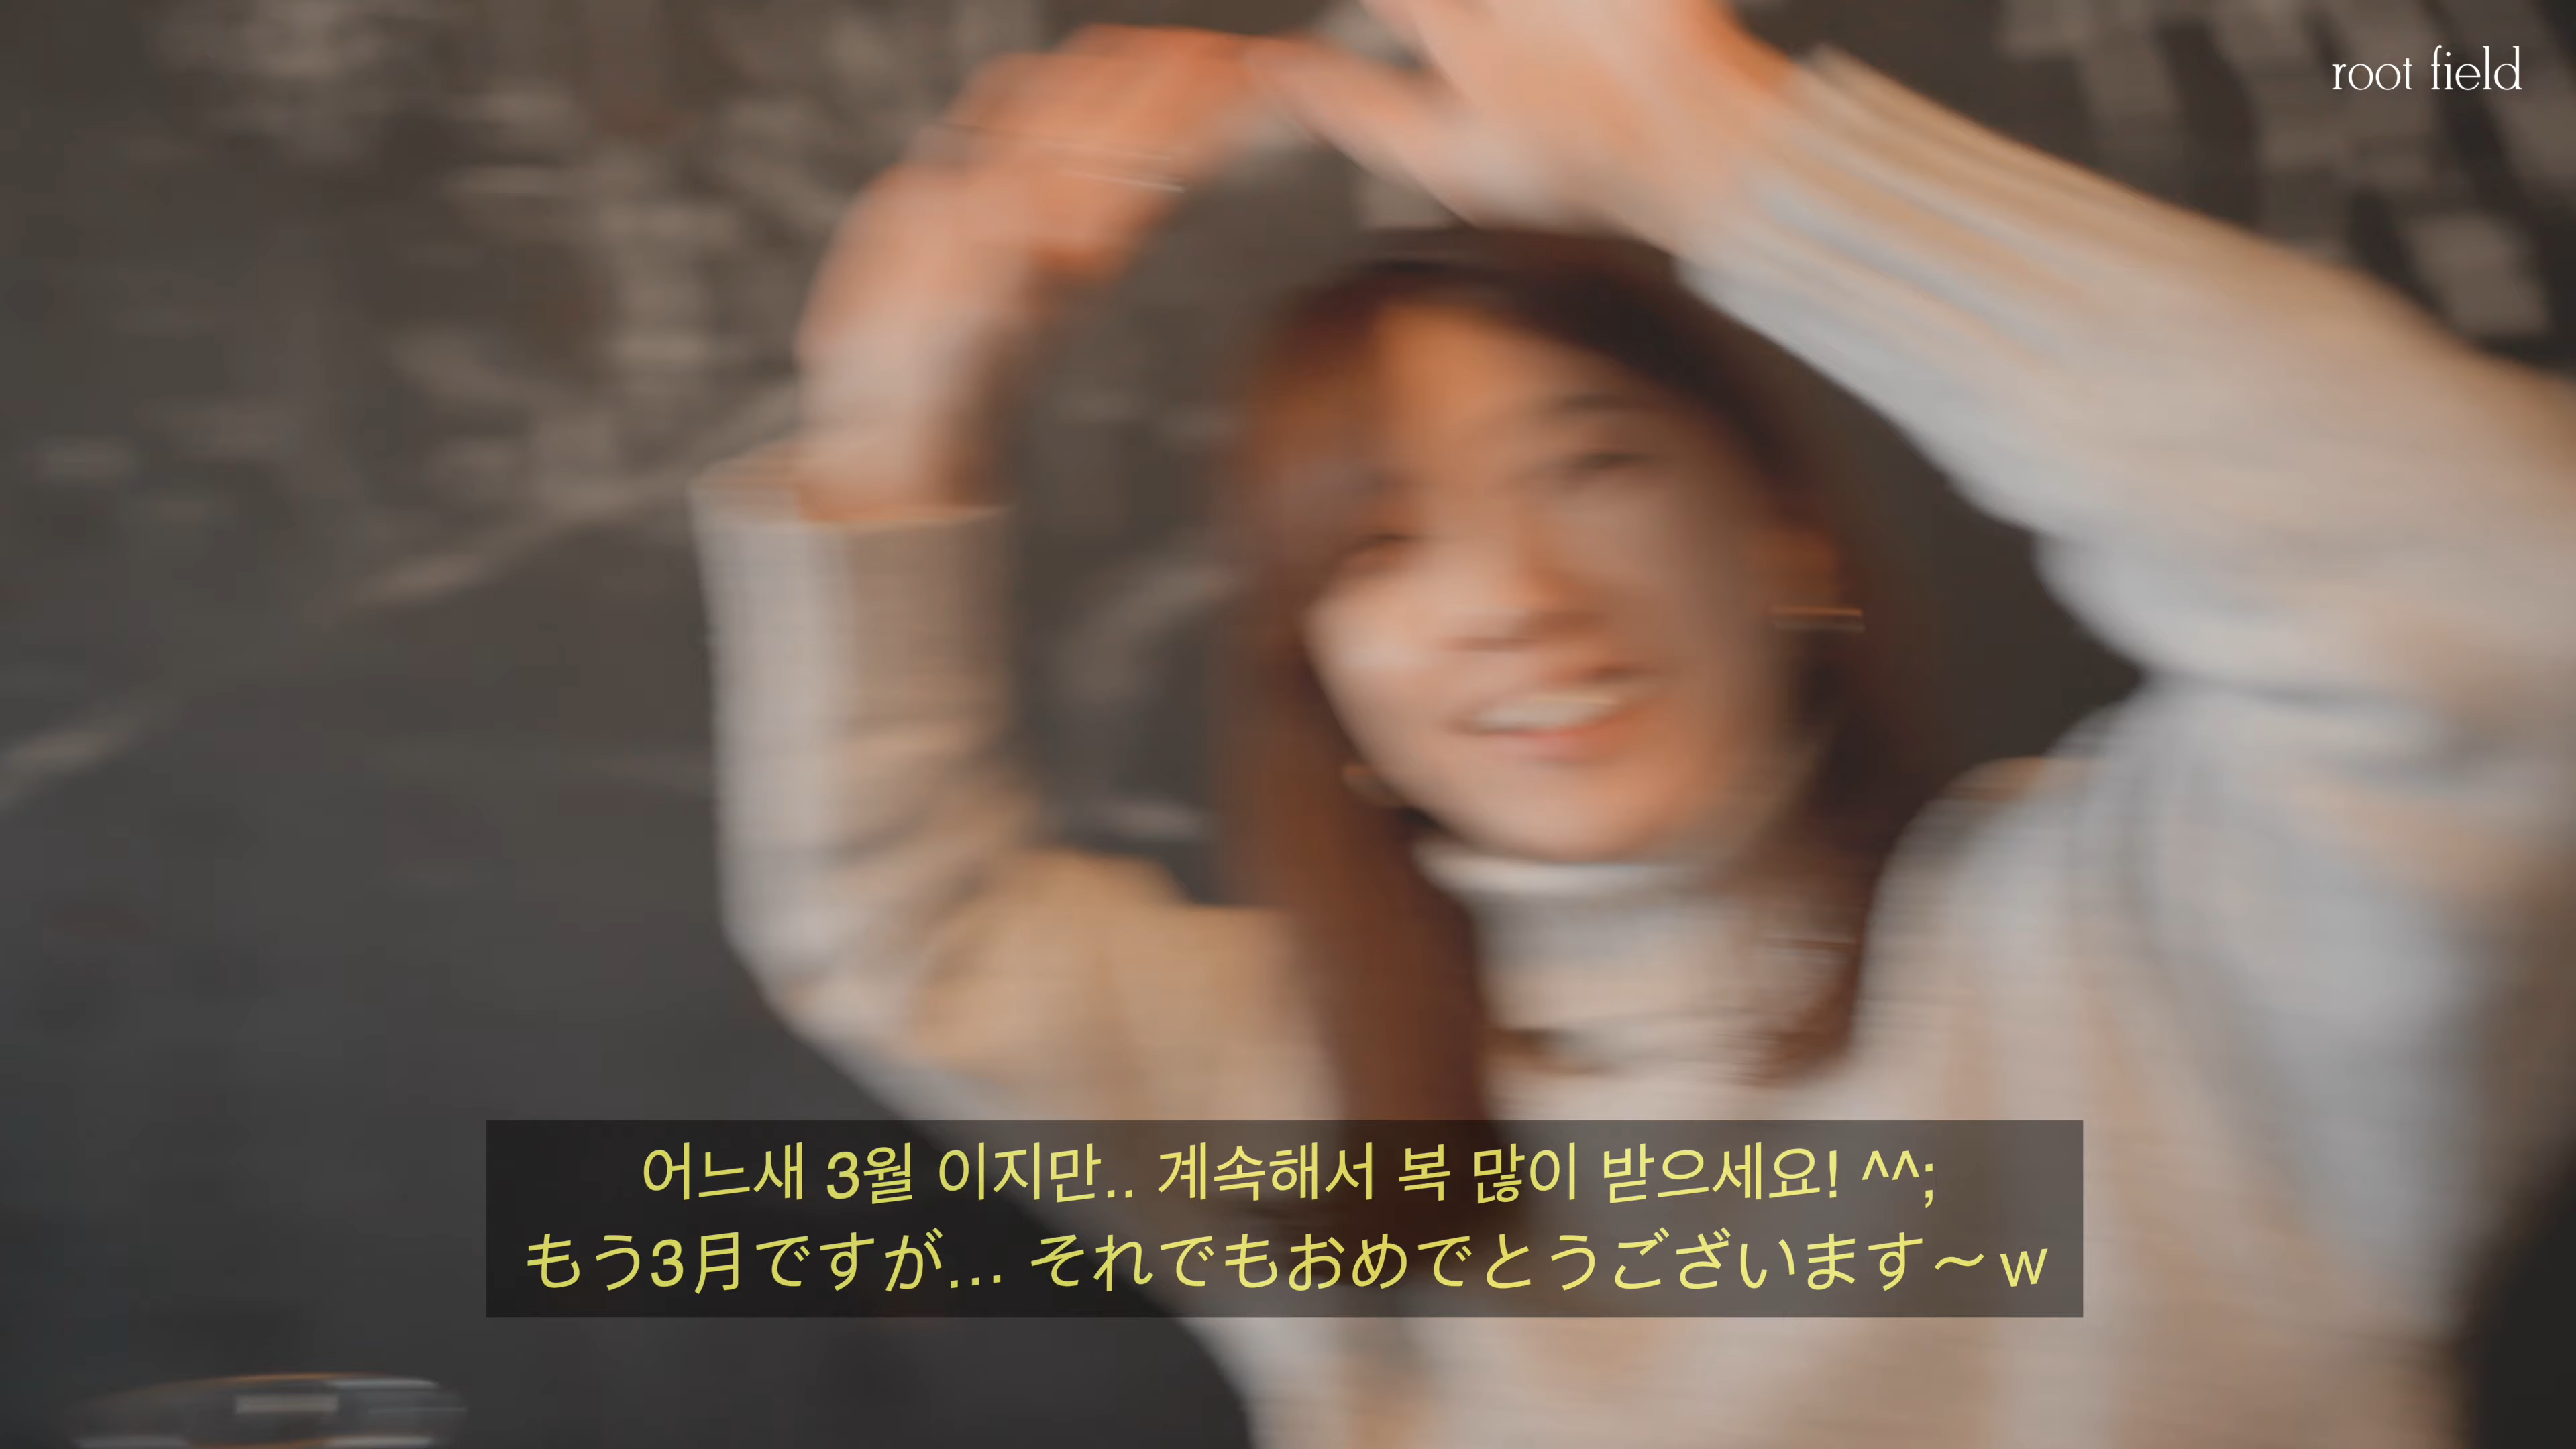 root field
어느새 3월 이지만.. 계속해서 복 많이 받으세요! ^^;
もう3月ですが... それでもおめでとうございます～w